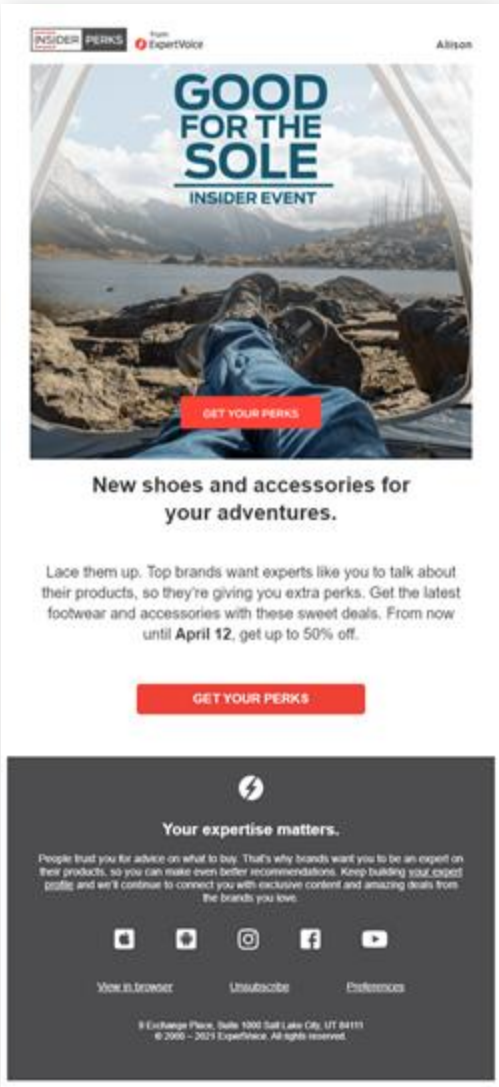 INSIDER PERKS
from
ExpertVoice
Allison
GOOD
FOR THE
SOLE
INSIDER EVENT
GET YOUR PERKS
New shoes and accessories for
your adventures.
Lace them up. Top brands want experts like you to talk about
their products, so they're giving you extra perks. Get the latest
footwear and accessories with these sweet deals. From now
until April 12, get up to 50% off.
GET YOUR PERKS
Your expertise matters.
People trust you for advice on what to buy. That's why brands want you to be an expert on
their products, so you can make even better recommendations. Keep building your expert
profile and we'll continue to connect you with exclusive content and amazing deals from
the brands you love.
View in browser
Unsubscribe
Preferences
9 Exchange Place, Suite 1000 Salt Lake City, UT 84111
© 2006 – 2021 ExpertVoice. All rights reserved.